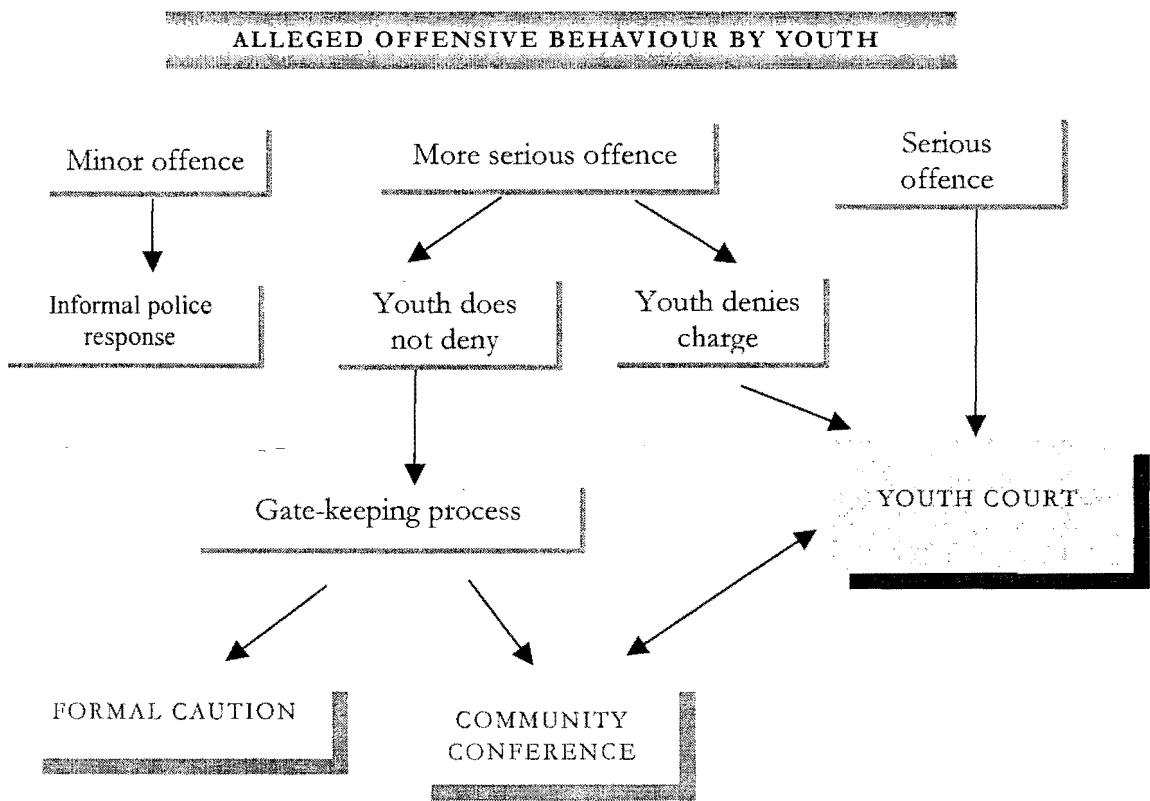 ALLEGED OFFENSIVE BEHAVIOUR BY YOUTH
Minor offence
More serious offence
Serious
offence
Informal police
response
Youth does
not deny
Youth denies
charge
Gate-keeping process
YOUTH COURT
FORMAL CAUTION
COMMUNITY
CONFERENCE